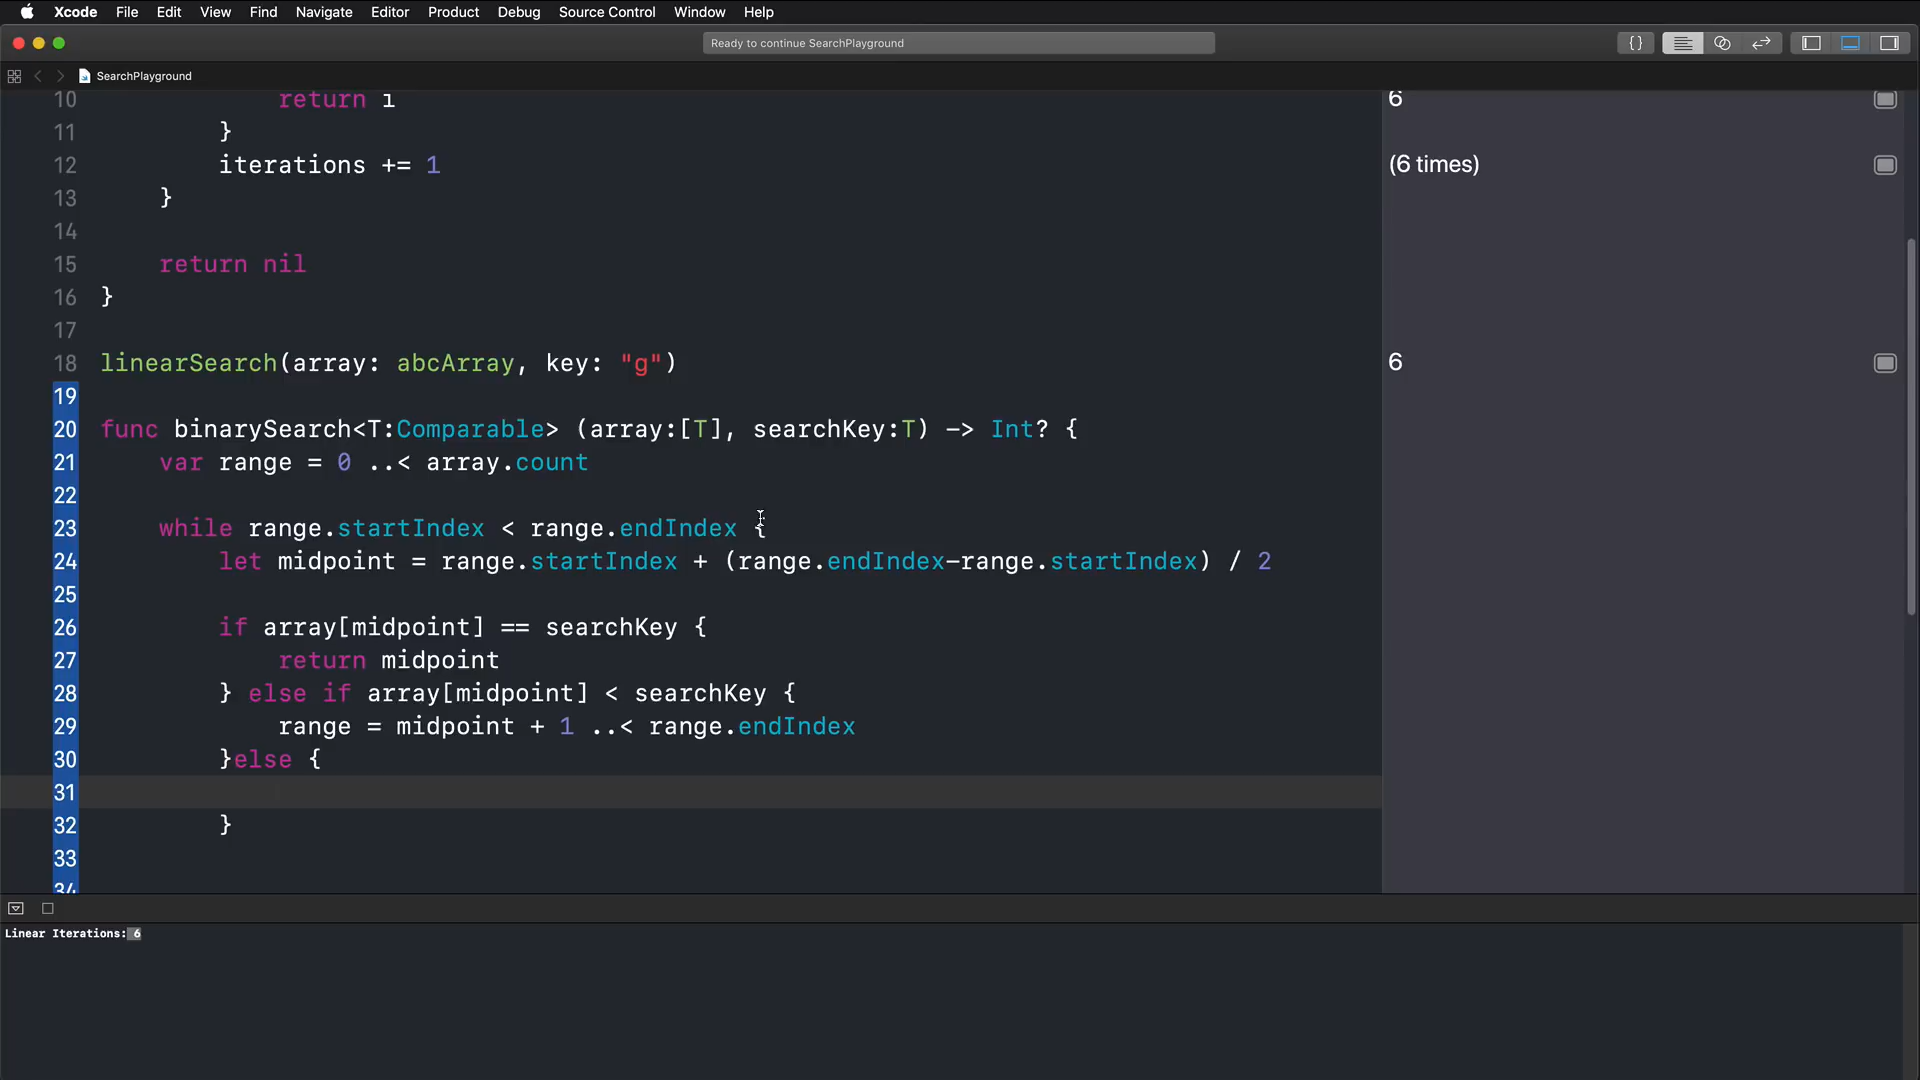 Xcode File Edit View Find Navigate Editor Product Debug Source Control Window Help
Ready to continue SearchPlayground
SearchPlayground
10 return i 6
11 }
12 iterations += 1 (6 times)
13 }
14
15 return nil
16 }
17
18 linearSearch(array: abcArray, key: "g") 6
19
20 func binarySearch<T:Comparable> (array:[T], searchKey:T) -> Int? {
21 var range = 0 ..< array.count
22
23 while range.startIndex < range.endIndex {
24 let midpoint = range.startIndex + (range.endIndex-range.startIndex) / 2
25
26 if array[midpoint] == searchKey {
27 return midpoint
28 } else if array[midpoint] < searchKey {
29 range = midpoint + 1 ..< range.endIndex
30 }else {
31
32 }
33
34
Linear Iterations: 6